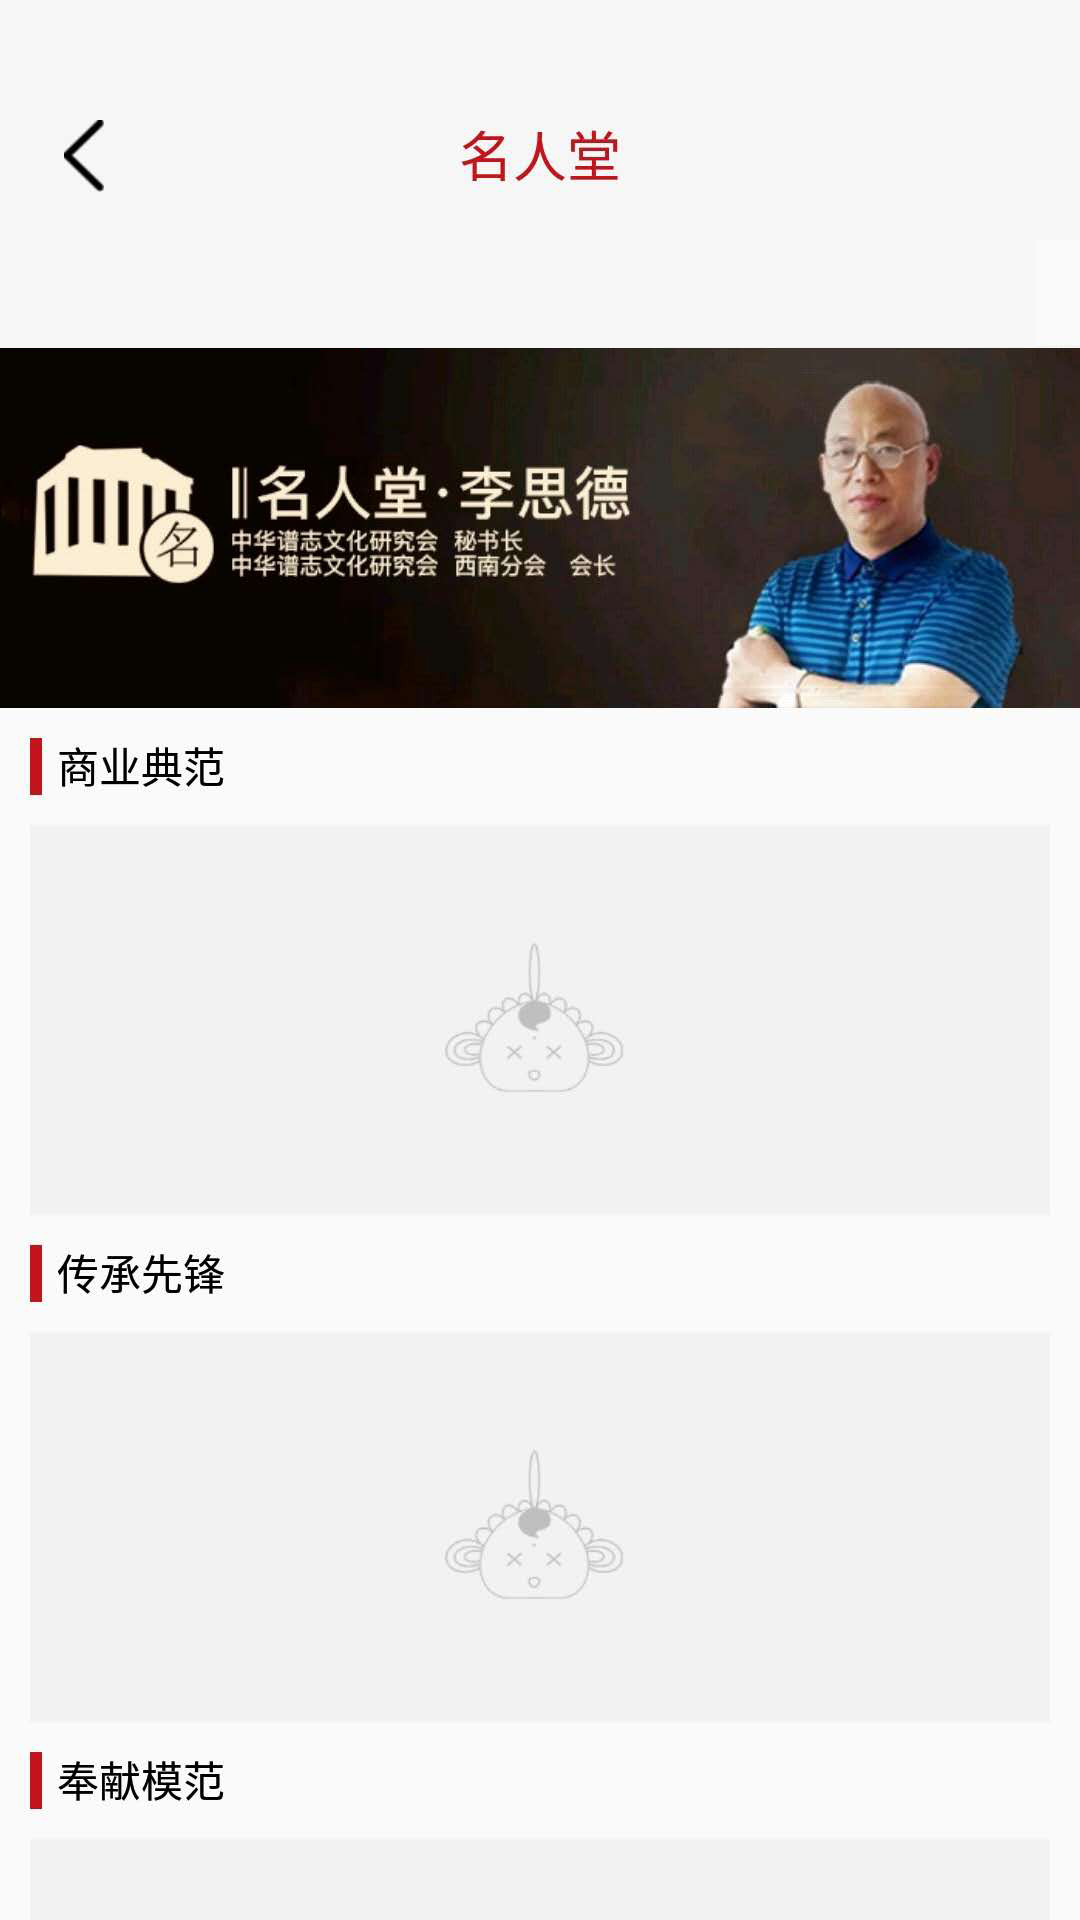 名人堂
名人堂·李思德
中华谱志文化研究会 秘书长
中华谱志文化研究会 西南分会 会长
名
商业典范
传承先锋
奉献模范